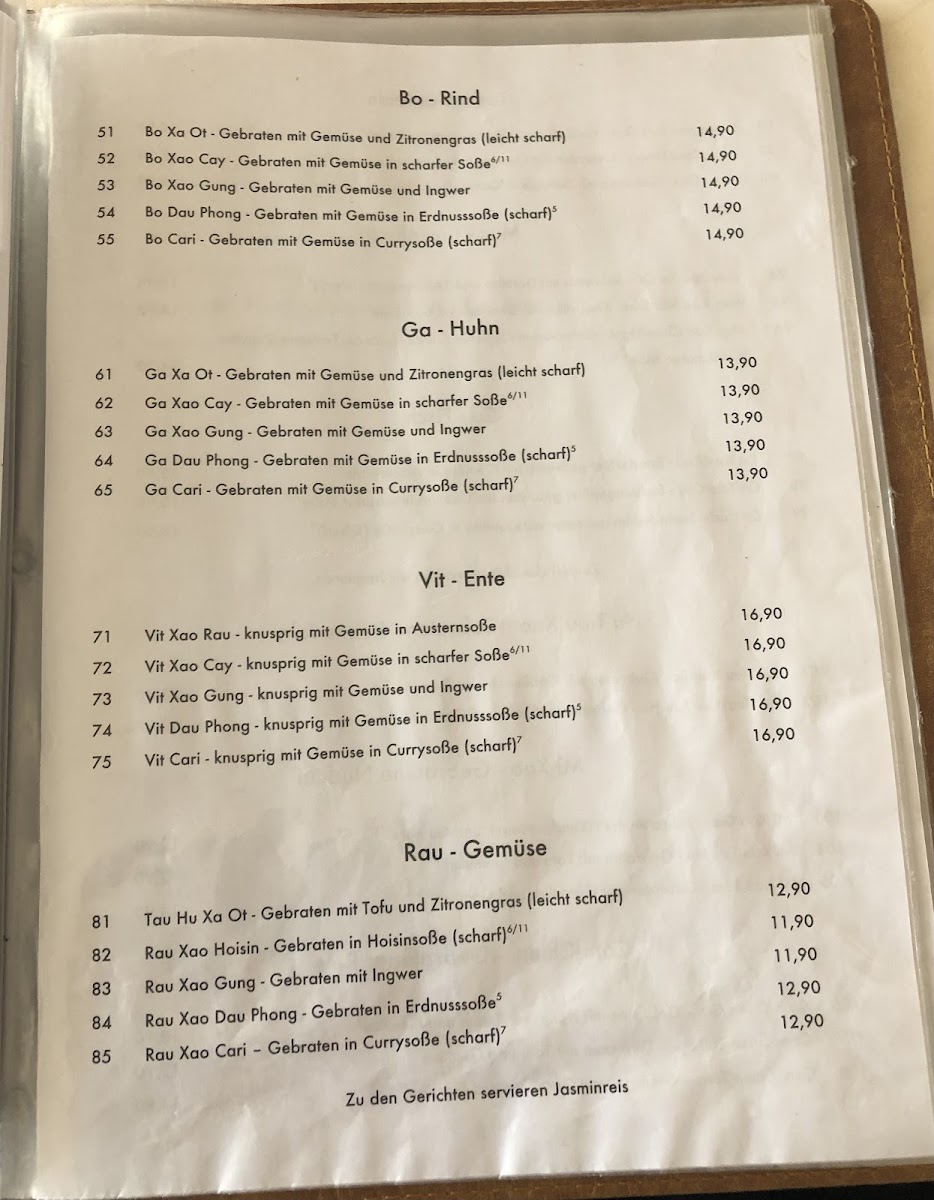 Bo - Rind
51 Bo Xa Ot - Gebraten mit Gemüse und Zitronengras (leicht scharf) 14,90
52 Bo Xao Cay - Gebraten mit Gemüse in scharfer Soße⁶/¹¹ 14,90
53 Bo Xao Gung - Gebraten mit Gemüse und Ingwer 14,90
54 Bo Dau Phong - Gebraten mit Gemüse in Erdnusssoße (scharf)⁵ 14,90
55 Bo Cari - Gebraten mit Gemüse in Currysoße (scharf)⁷ 14,90
Ga - Huhn
61 Ga Xa Ot - Gebraten mit Gemüse und Zitronengras (leicht scharf) 13,90
62 Ga Xao Cay - Gebraten mit Gemüse in scharfer Soße⁶/¹¹ 13,90
63 Ga Xao Gung - Gebraten mit Gemüse und Ingwer 13,90
64 Ga Dau Phong - Gebraten mit Gemüse in Erdnusssoße (scharf)⁵ 13,90
65 Ga Cari - Gebraten mit Gemüse in Currysoße (scharf)⁷ 13,90
Vit - Ente
71 Vit Xao Rau - knusprig mit Gemüse in Austernsoße 16,90
72 Vit Xao Cay - knusprig mit Gemüse in scharfer Soße⁶/¹¹ 16,90
73 Vit Xao Gung - knusprig mit Gemüse und Ingwer 16,90
74 Vit Dau Phong - knusprig mit Gemüse in Erdnusssoße (scharf)⁵ 16,90
75 Vit Cari - knusprig mit Gemüse in Currysoße (scharf)⁷ 16,90
Rau - Gemüse
81 Tau Hu Xa Ot - Gebraten mit Tofu und Zitronengras (leicht scharf) 12,90
82 Rau Xao Hoisin - Gebraten in Hoisinsoße (scharf)⁶/¹¹ 11,90
83 Rau Xao Gung - Gebraten mit Ingwer 11,90
84 Rau Xao Dau Phong - Gebraten in Erdnusssoße⁵ 12,90
85 Rau Xao Cari – Gebraten in Currysoße (scharf)⁷ 12,90
Zu den Gerichten servieren Jasminreis